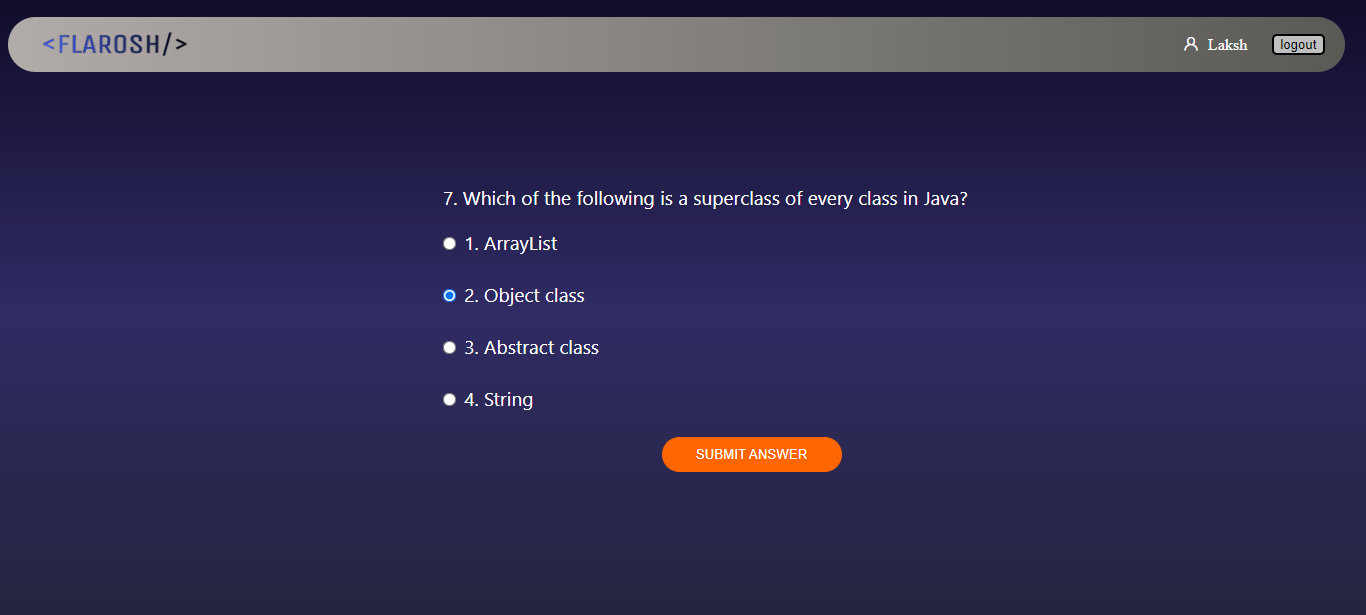 <FLAROSH/>
Laksh
logout
7. Which of the following is a superclass of every class in Java?
1. ArrayList
2. Object class
3. Abstract class
4. String
SUBMIT ANSWER